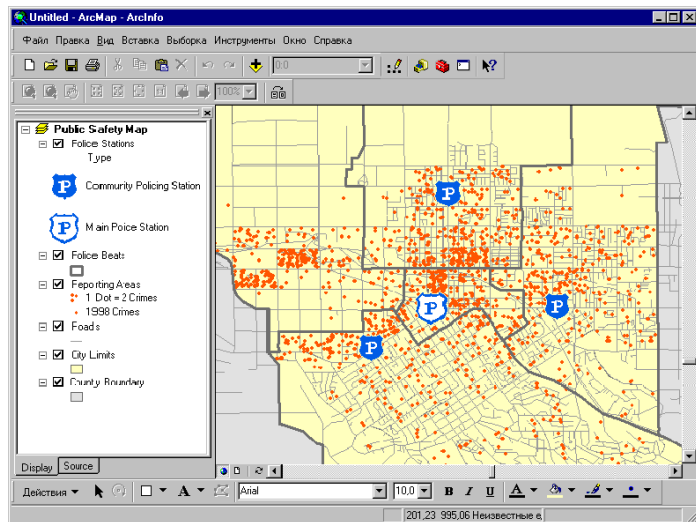 Untitled - ArcMap - ArcInfo
Файл Правка Вид Вставка Выборка Инструменты Окно Справка
0:0
100%
Public Safety Map
Police Stations
Type
P Community Policing Station
P Main Poice Station
Police Beats
Reporting Areas
1 Dot = 2 Crimes
1998 Crimes
Roads
City Limits
County Boundary
P
P
P
P
Display Source
Действия A Arial 10,0 B I U A
201,23 995,06 Неизвестные е